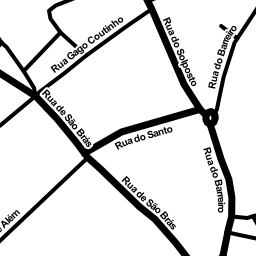 Rua Gago Coutinho
Rua do Solposto
Rua do Barreiro
Rua de São Brás
Rua do Santo
Rua do Barreiro
Rua de São Brás
Além